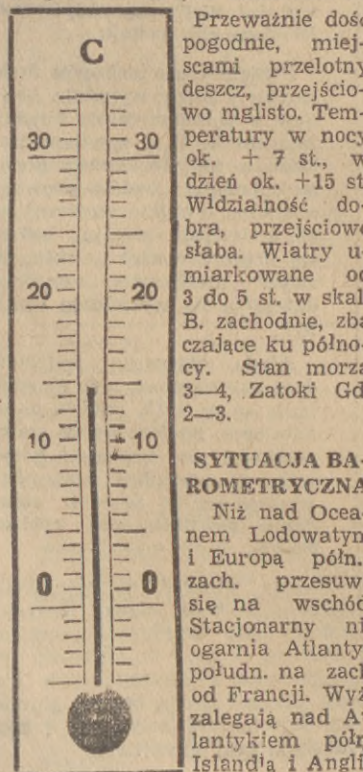 C
30 30
20 20
10 10
0 0
Przeważnie dość
pogodnie, miej-
scami przelotny
deszcz, przejścio-
wo mglisto. Tem-
peratury w nocy
ok. + 7 st., w
dzień ok. +15 st
Widzialność do-
bra, przejściowo
słaba. Wiatry u-
miarkowane od
3 do 5 st. w skali
B. zachodnie, zba
czające ku półno-
cy. Stan morza
3—4, Zatoki Gd
2—3.
SYTUACJA BA-
ROMETRYCZNA
Niż nad Ocea-
nem Lodowatym
i Europą półn.
zach. przesuw
się na wschód
Stacjonarny ni
ogarnia Atlanty
połudn. na zach
od Francji. Wyż
zalegają nad At
lantykiem półn
Islandią i Angli